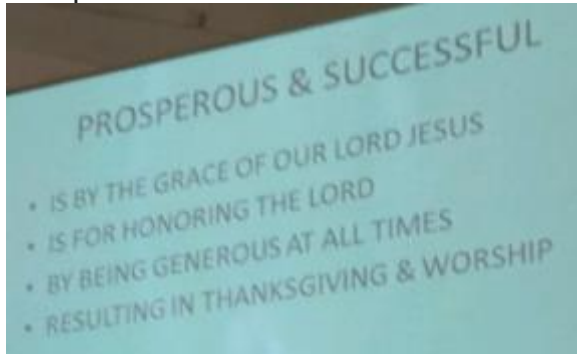 PROSPEROUS & SUCCESSFUL
• IS BY THE GRACE OF OUR LORD JESUS
• IS FOR HONORING THE LORD
• BY BEING GENEROUS AT ALL TIMES
• RESULTING IN THANKSGIVING & WORSHIP